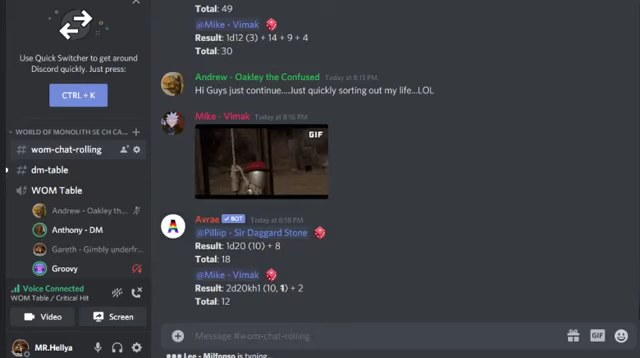 Total: 49
@Mike - Vimak
Result: 1d12 (3) + 14 + 9 + 4
Total: 30
Use Quick Switcher to get around
Discord quickly. Just press:
CTRL + K
Andrew - Oakley the Confused Today at 8:15 PM
Hi Guys just continue....Just quickly sorting out my life...LOL
Mike - Vimak Today at 8:16 PM
GIF
WORLD OF MONOLITH SE CH CA...
# wom-chat-rolling
# dm-table
WOM Table
Andrew - Oakley th...
Anthony - DM
Gareth - Gimbly underfr...
Groovy
Avrae BOT Today at 8:18 PM
@Pilliip - Sir Daggard Stone
Result: 1d20 (10) + 8
Total: 18
@Mike - Vimak
Result: 2d20kh1 (10, 1) + 2
Total: 12
Voice Connected
WOM Table / Critical Hit
Video
Screen
MR.Hellya
Message #wom-chat-rolling
GIF
Lee - Milfonso is typing...